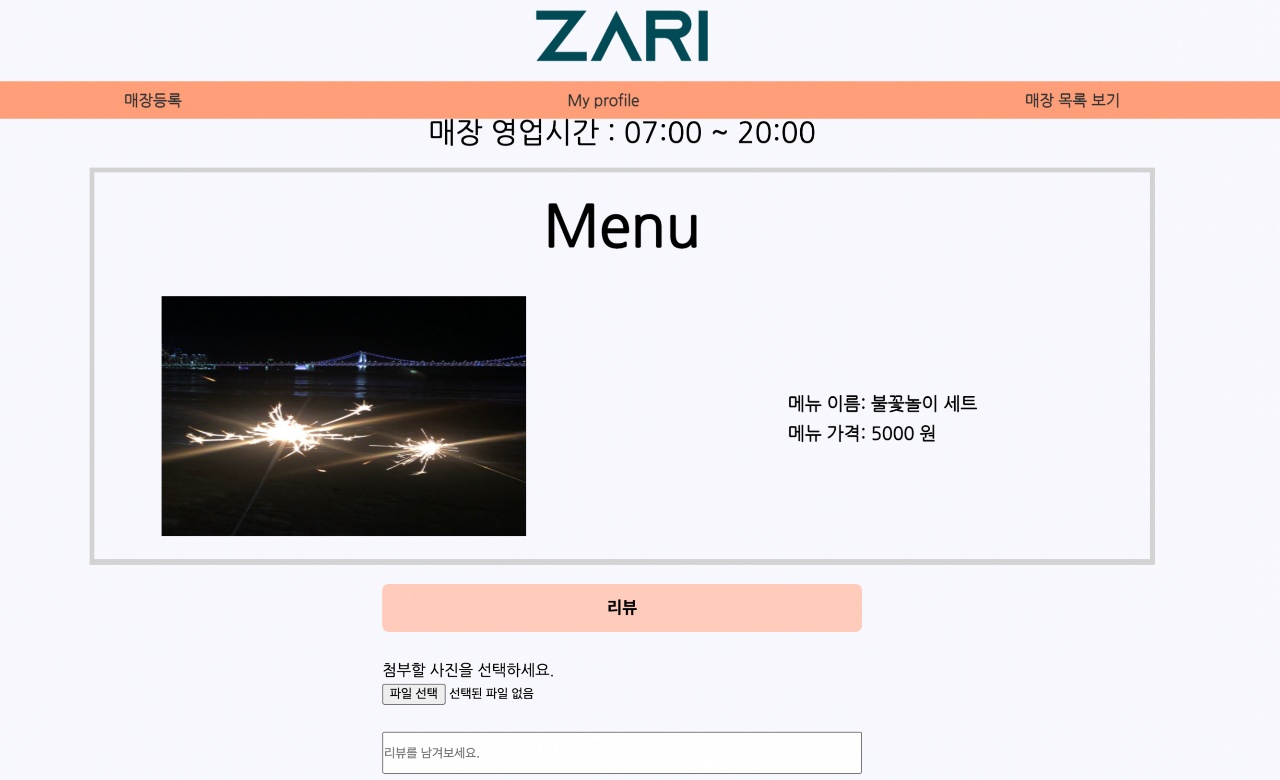 ZARI
매장등록 My profile 매장 목록 보기
매장 영업시간 : 07:00 ~ 20:00
Menu
메뉴 이름: 불꽃놀이 세트
메뉴 가격: 5000 원
리뷰
첨부할 사진을 선택하세요.
파일 선택 선택된 파일 없음
리뷰를 남겨보세요.